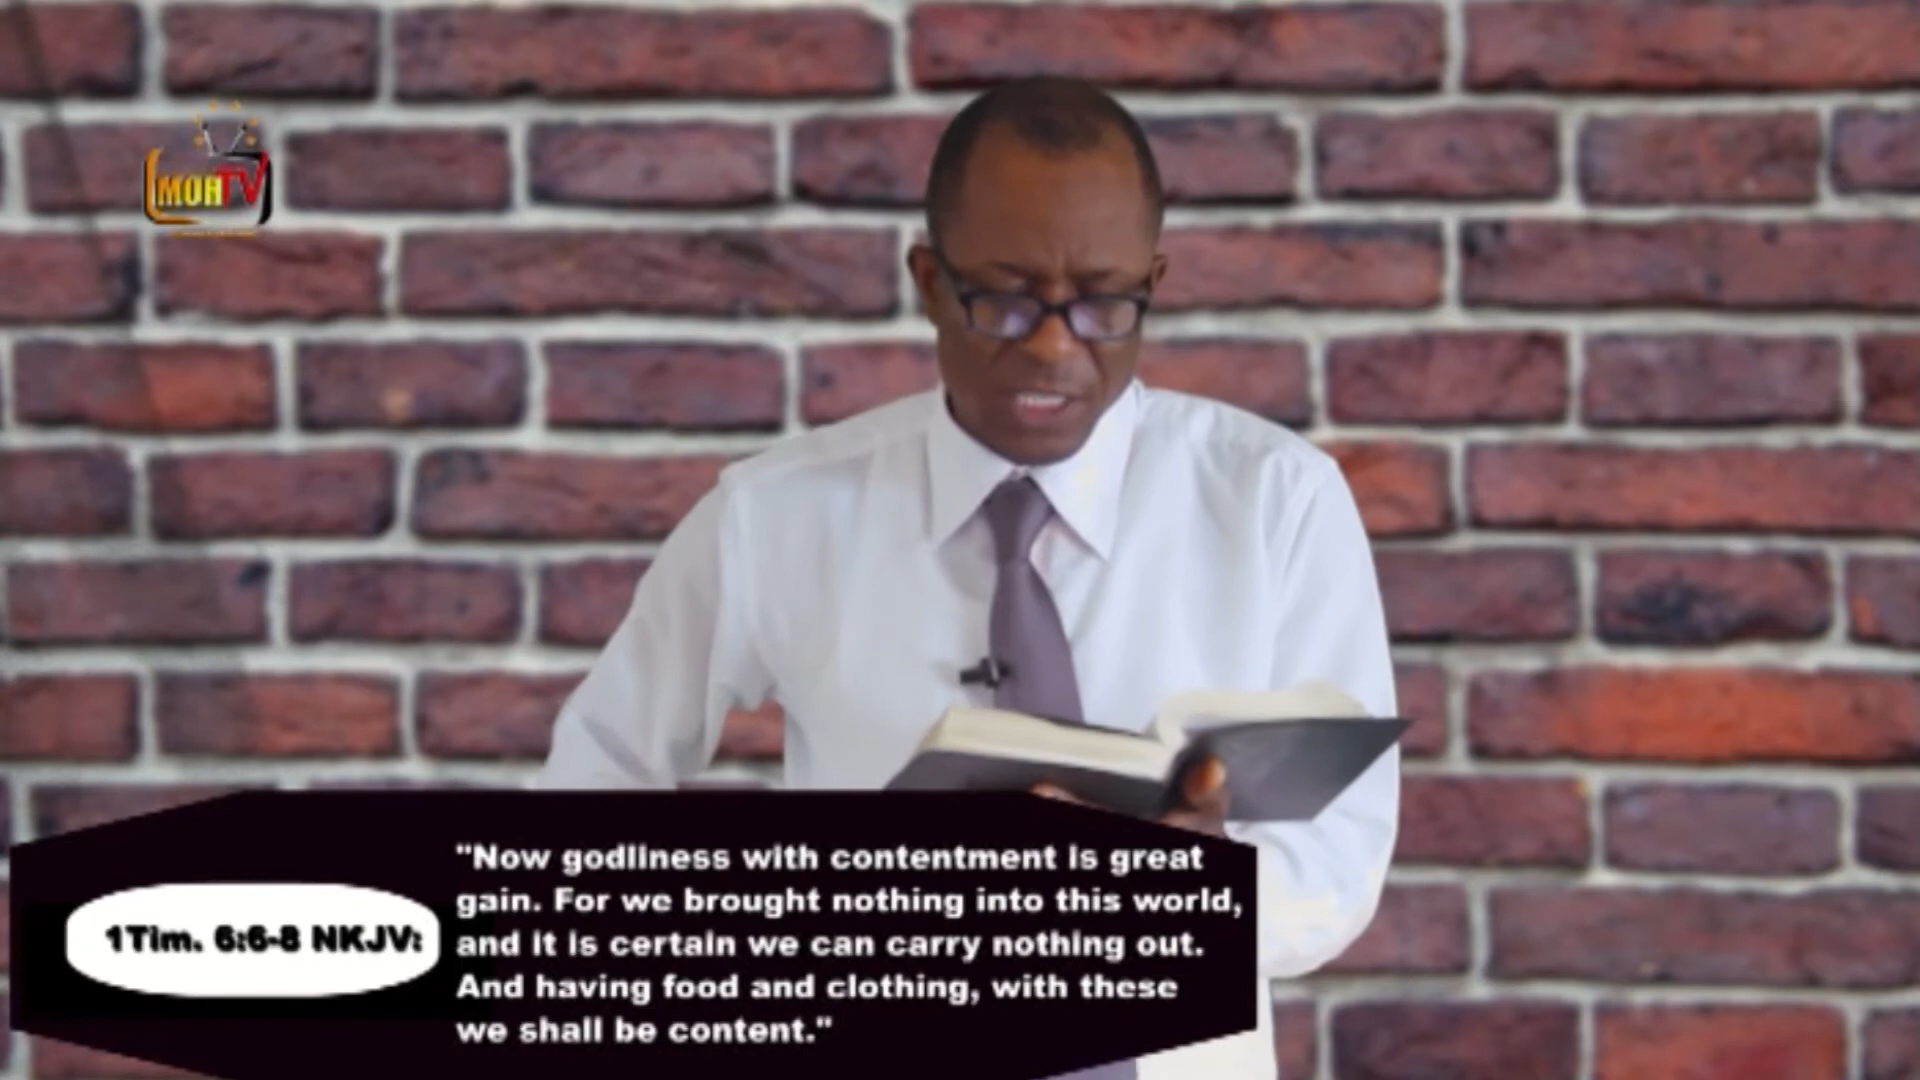 MOHTV
1Tim. 6:6-8 NKJV:
"Now godliness with contentment is great
gain. For we brought nothing into this world,
and it is certain we can carry nothing out.
And having food and clothing, with these
we shall be content."